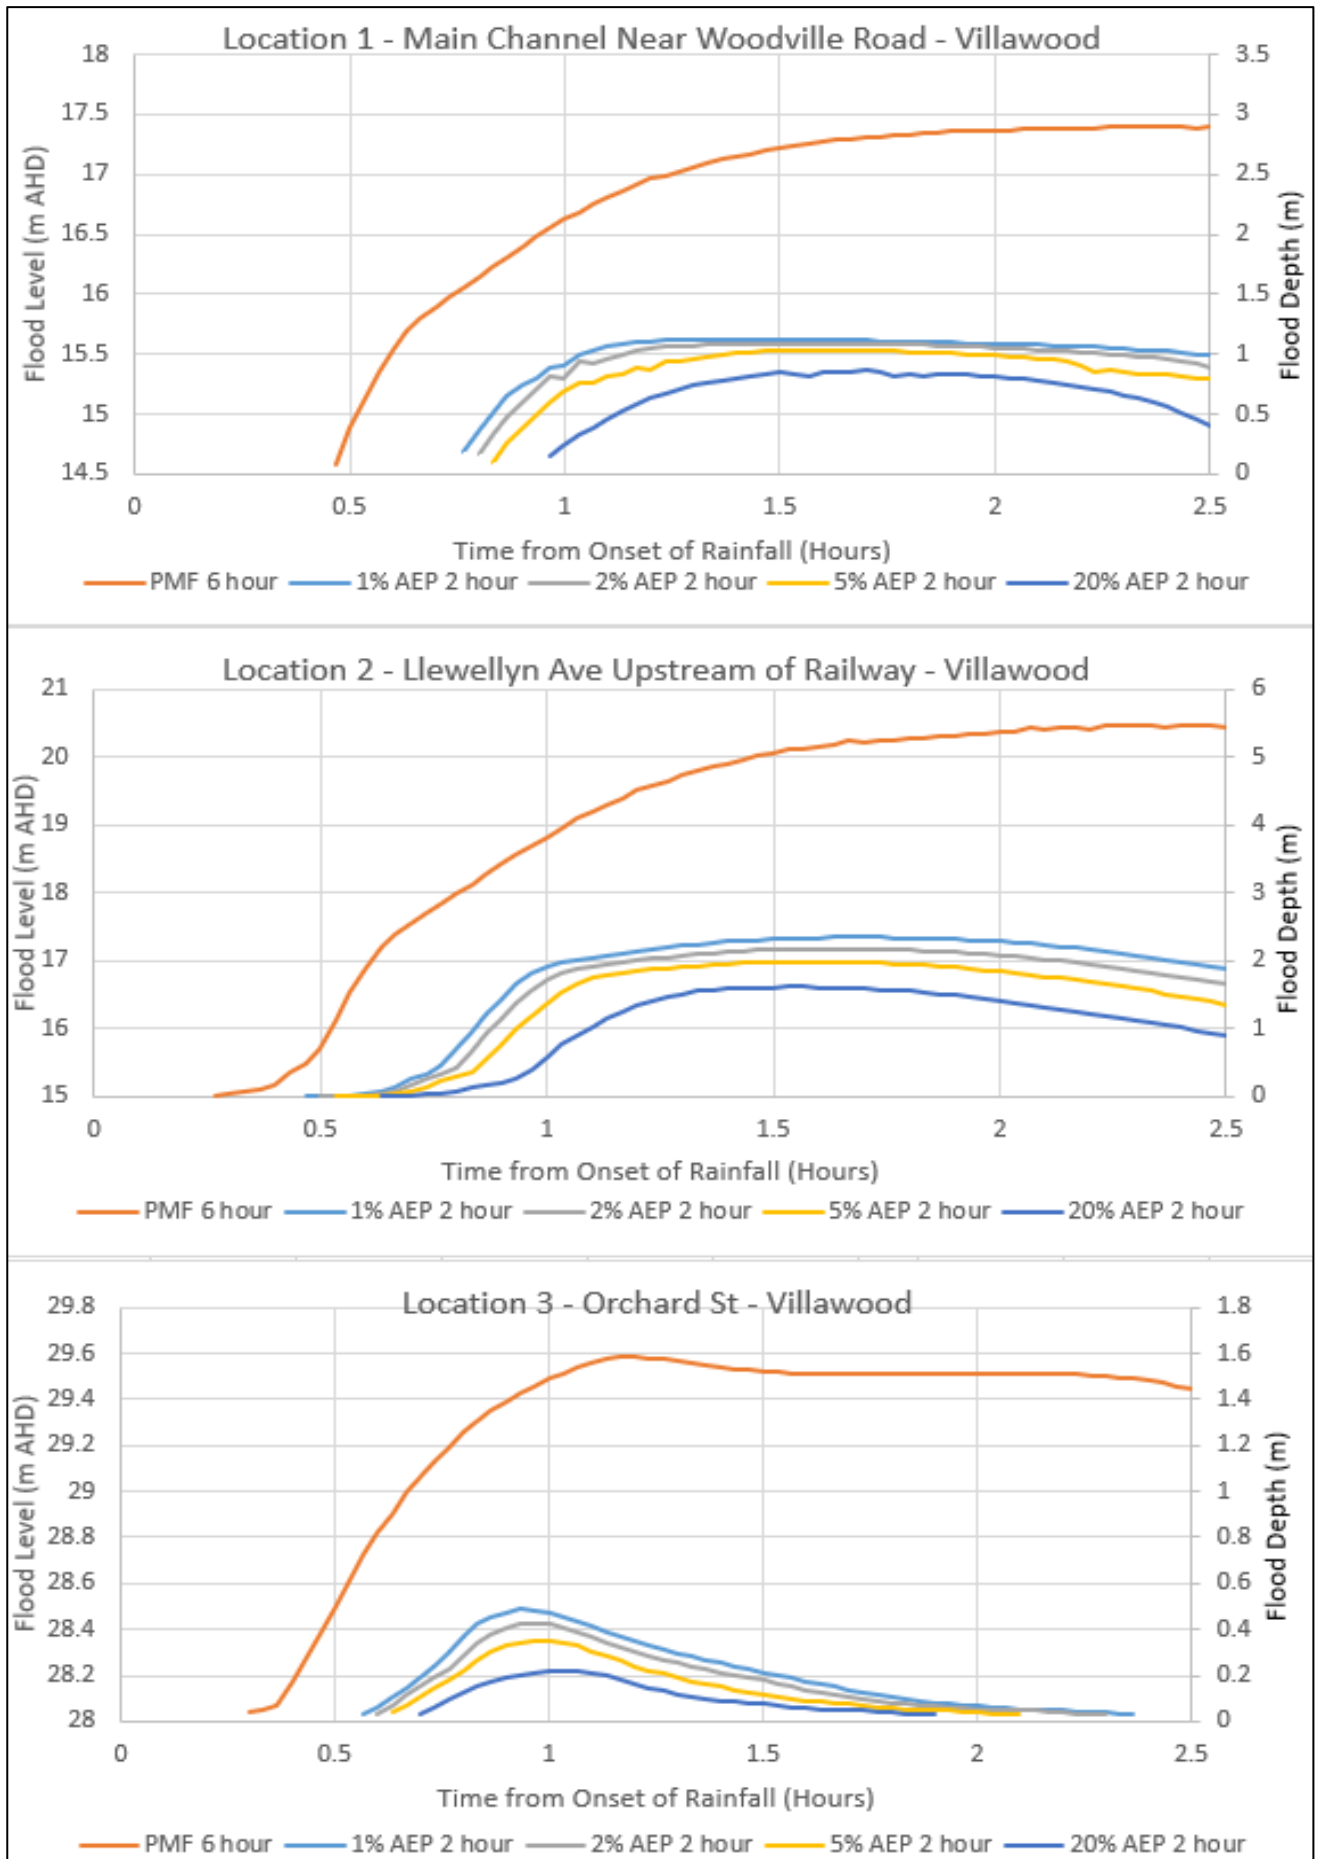 Location 1 - Main Channel Near Woodville Road - Villawood
18
17.5
17
16.5
16
15.5
15
14.5
3.5
3
2.5
2
1.5
1
0.5
0
Flood Level (m AHD)
Flood Depth (m)
0 0.5 1 1.5 2 2.5
Time from Onset of Rainfall (Hours)
PMF 6 hour 1% AEP 2 hour 2% AEP 2 hour 5% AEP 2 hour 20% AEP 2 hour
Location 2 - Llewellyn Ave Upstream of Railway - Villawood
21
20
19
18
17
16
15
6
5
4
3
2
1
0
Flood Level (m AHD)
Flood Depth (m)
0 0.5 1 1.5 2 2.5
Time from Onset of Rainfall (Hours)
PMF 6 hour 1% AEP 2 hour 2% AEP 2 hour 5% AEP 2 hour 20% AEP 2 hour
Location 3 - Orchard St - Villawood
29.8
29.6
29.4
29.2
29
28.8
28.6
28.4
28.2
28
1.8
1.6
1.4
1.2
1
0.8
0.6
0.4
0.2
0
Flood Level (m AHD)
Flood Depth (m)
0 0.5 1 1.5 2 2.5
Time from Onset of Rainfall (Hours)
PMF 6 hour 1% AEP 2 hour 2% AEP 2 hour 5% AEP 2 hour 20% AEP 2 hour